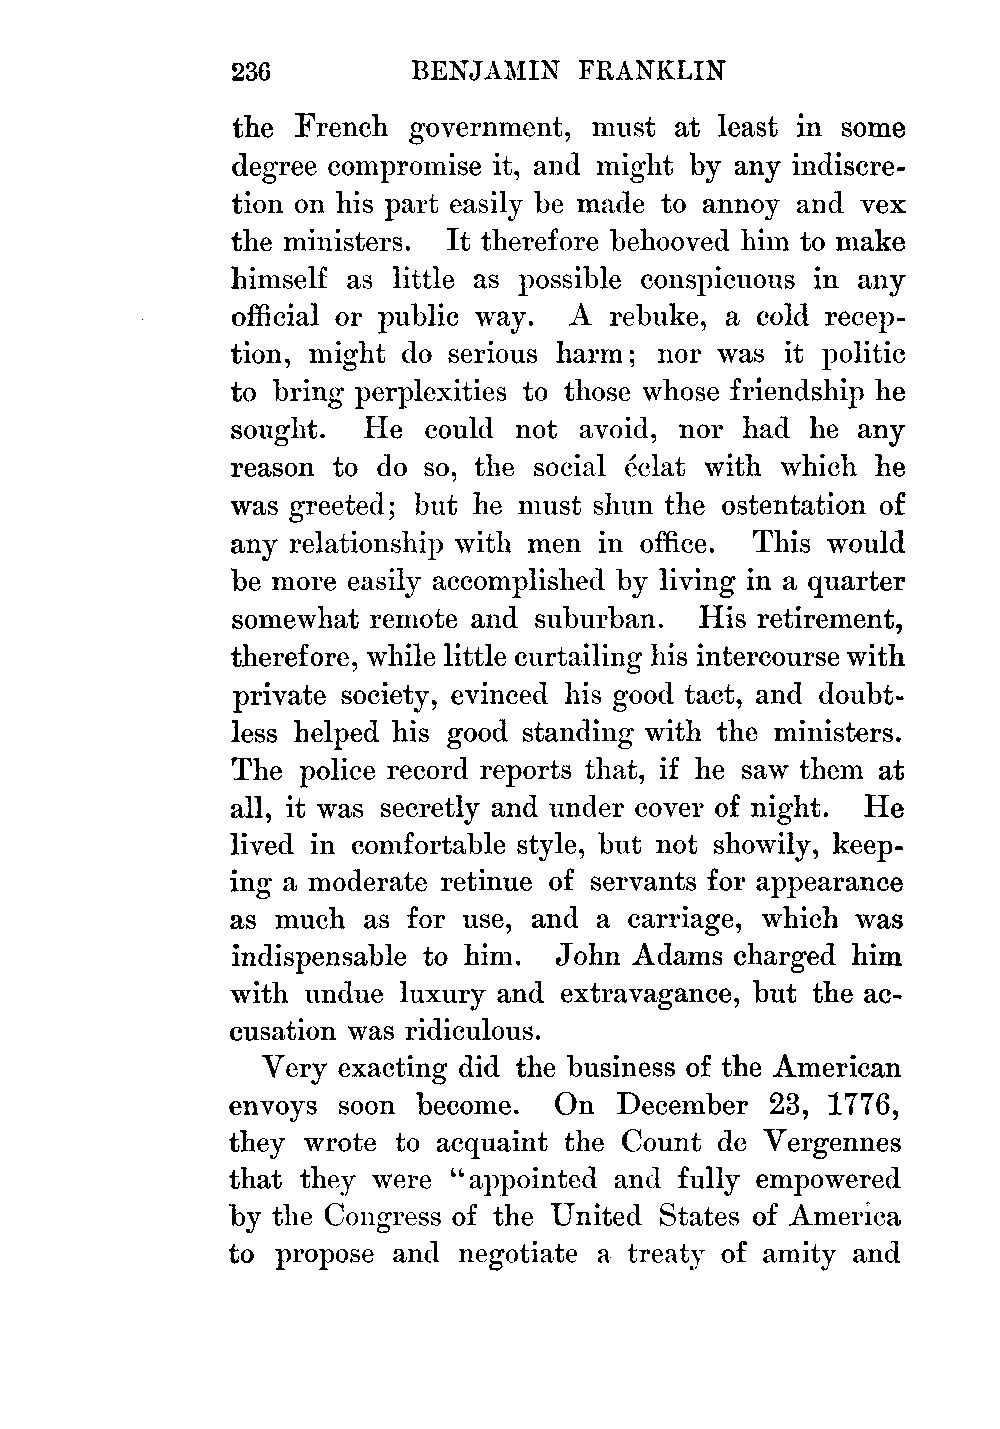 236 BENJAMIN FRANKLIN
the French government, must at least in some
degree compromise it, and might by any indiscre-
tion on his part easily be made to annoy and vex
the ministers. It therefore behooved him to make
himself as little as possible conspicuous in any
official or public way. A rebuke, a cold recep-
tion, might do serious harm; nor was it politic
to bring perplexities to those whose friendship he
sought. He could not avoid, nor had he any
reason to do so, the social éclat with which he
was greeted; but he must shun the ostentation of
any relationship with men in office. This would
be more easily accomplished by living in a quarter
somewhat remote and suburban. His retirement,
therefore, while little curtailing his intercourse with
private society, evinced his good tact, and doubt-
less helped his good standing with the ministers.
The police record reports that, if he saw them at
all, it was secretly and under cover of night. He
lived in comfortable style, but not showily, keep-
ing a moderate retinue of servants for appearance
as much as for use, and a carriage, which was
indispensable to him. John Adams charged him
with undue luxury and extravagance, but the ac-
cusation was ridiculous.
Very exacting did the business of the American
envoys soon become. On December 23, 1776,
they wrote to acquaint the Count de Vergennes
that they were "appointed and fully empowered
by the Congress of the United States of America
to propose and negotiate a treaty of amity and